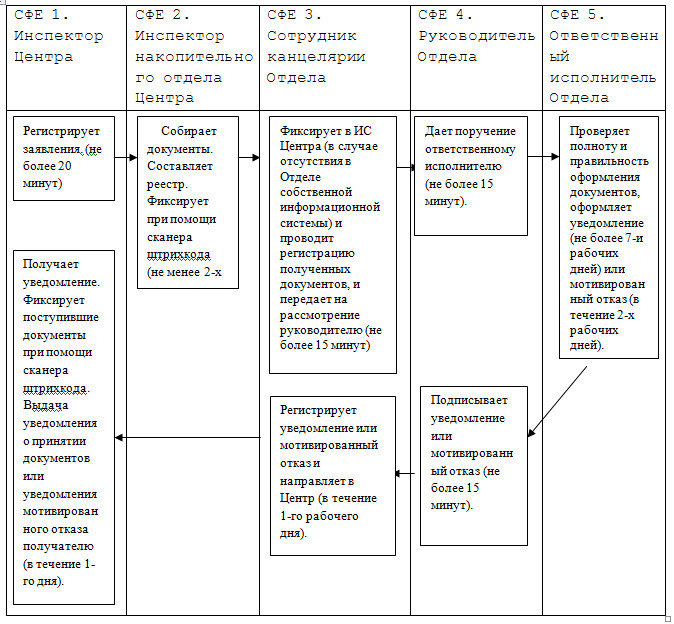 СФЕ 1.
Инспектор
Центра
СФЕ 2.
Инспектор
накопительно
го отдела
Центра
СФЕ 3.
Сотрудник
канцелярии
Отдела
СФЕ 4.
Руководитель
Отдела
СФЕ 5.
Ответственн
ый
исполнитель
Отдела
Регистрирует
заявления, (не
более 20
минут)
Собирает
документы.
Составляет
реестр.
Фиксирует
при помощи
сканера
штрихкода
(не менее 2-х
Фиксирует в ИС
Центра (в случае
отсутствия в
Отделе
собственной
информационной
системы) и
проводит
регистрацию
полученных
документов, и
передает на
рассмотрение
руководителю (не
более 15 минут)
Дает поручение
ответственному
исполнителю
(не более 15
минут).
Проверяет
полноту и
правильность
оформления
документов,
оформляет
уведомление
(не более 7-и
рабочих
дней) или
мотивирован
ный отказ (в
течение 2-х
рабочих
дней).
Получает
уведомление.
Фиксирует
поступившие
документы
при помощи
сканера
штрихкода.
Выдача
уведомления
о принятии
документов
или
уведомления
мотивирован
ного отказа
получателю
(в течение 1-
го дня).
Регистрирует
уведомление или
мотивированный
отказ и
направляет в
Центр (в течение
1-го рабочего
дня).
Подписывает
уведомление
или
мотивированн
ый отказ (не
более 15
минут).